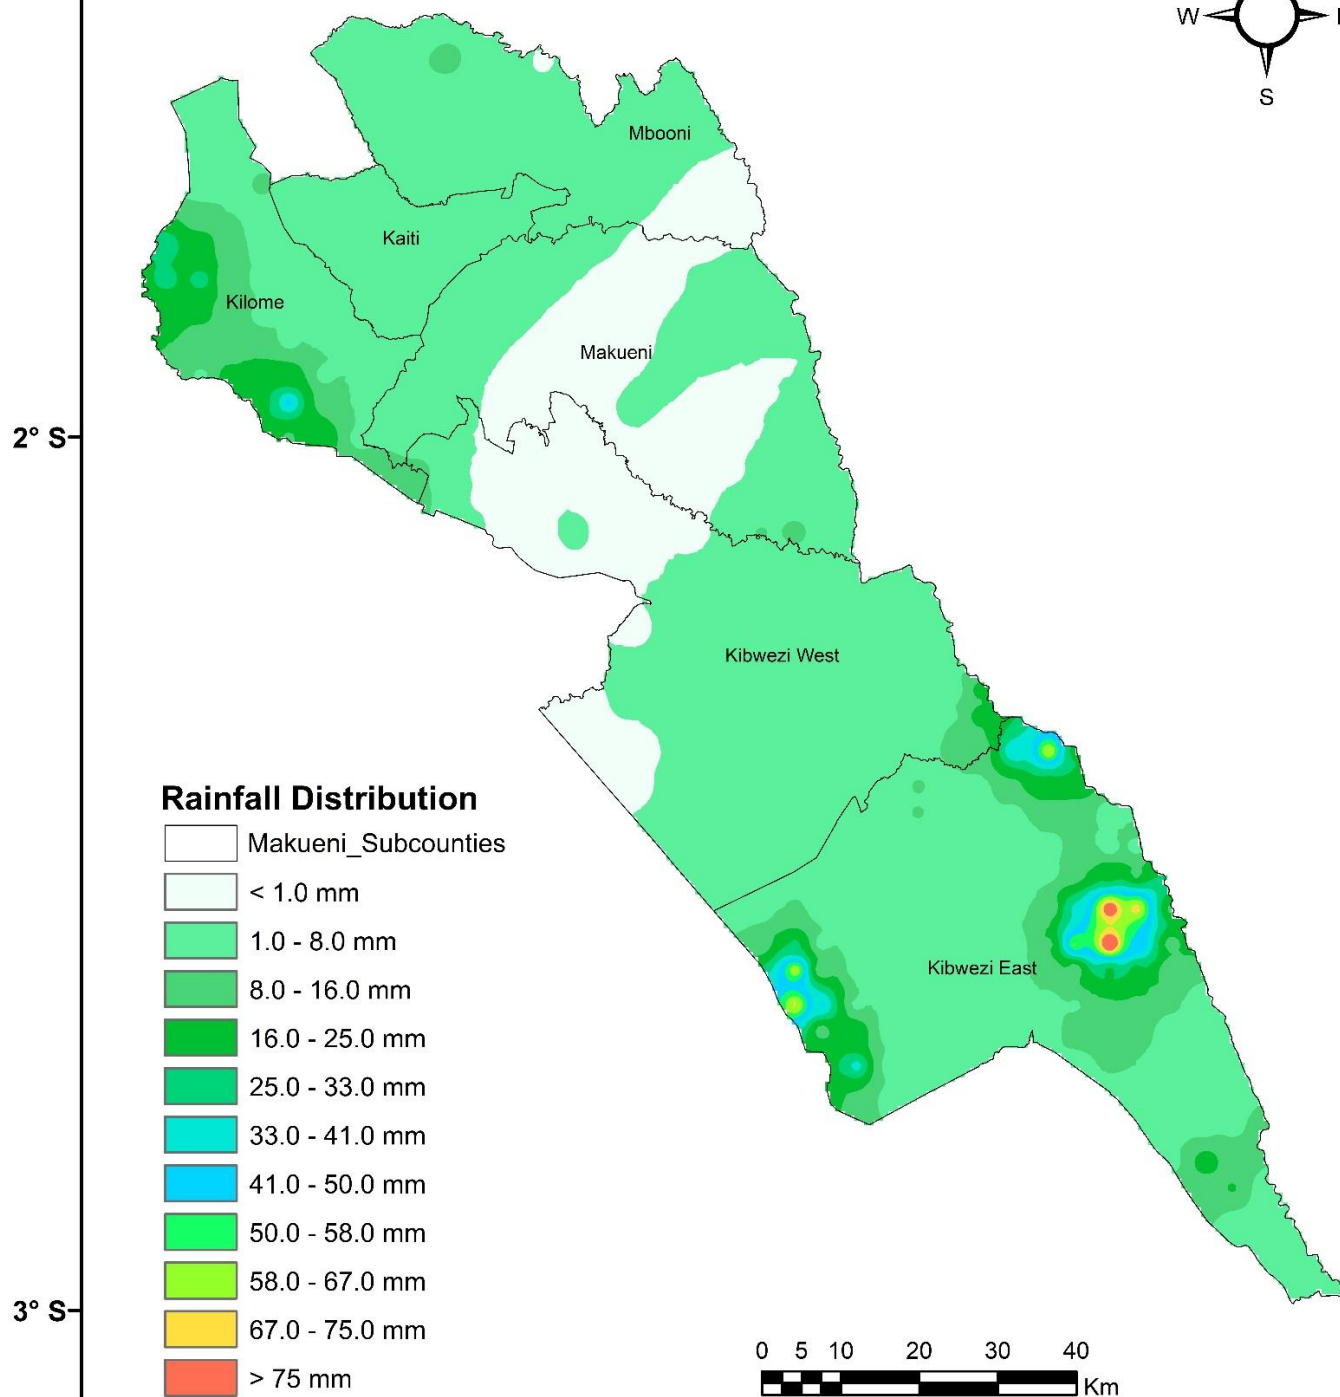 W
S
Mbooni
Kaiti
Kilome
Makueni
2° S
Kibwezi West
Kibwezi East
Rainfall Distribution
Makueni_Subcounties
< 1.0 mm
1.0 - 8.0 mm
8.0 - 16.0 mm
16.0 - 25.0 mm
25.0 - 33.0 mm
33.0 - 41.0 mm
41.0 - 50.0 mm
50.0 - 58.0 mm
58.0 - 67.0 mm
67.0 - 75.0 mm
> 75 mm
3° S
0 5 10 20 30 40
Km